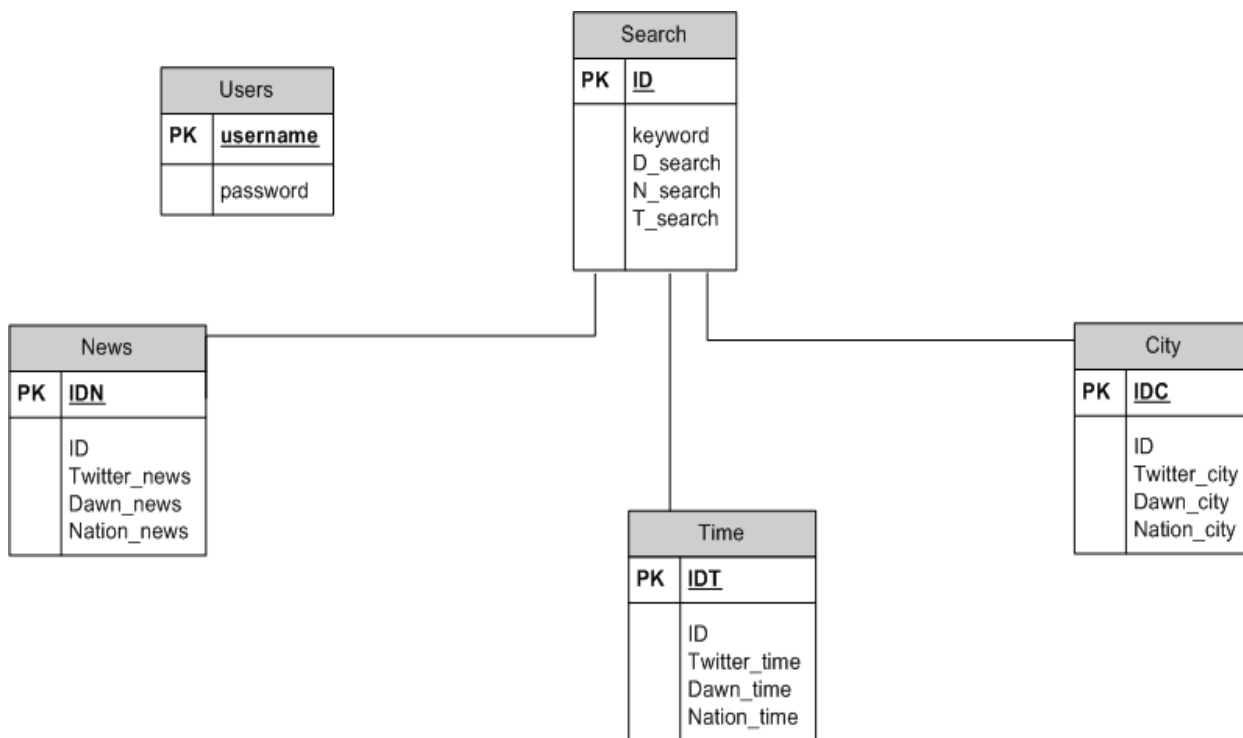 Search
PK ID
keyword
D_search
N_search
T_search
Users
PK username
password
News
PK IDN
ID
Twitter_news
Dawn_news
Nation_news
City
PK IDC
ID
Twitter_city
Dawn_city
Nation_city
Time
PK IDT
ID
Twitter_time
Dawn_time
Nation_time